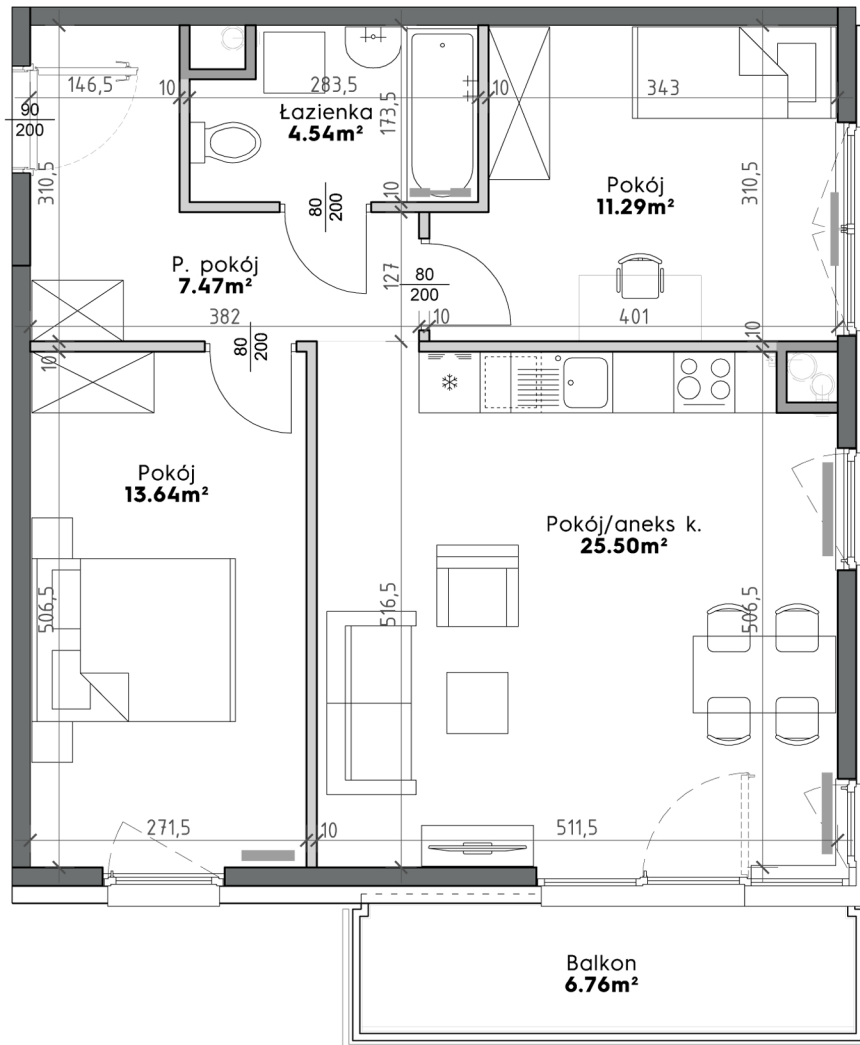 146,5
10
283,5
10
343
90
200
Łazienka
4.54m²
173,5
310,5
10
80
200
Pokój
11.29m²
310,5
P. pokój
7.47m²
127
80
200
382
10
401
10
80
200
10
Pokój
13.64m²
Pokój/aneks k.
25.50m²
506,5
516,5
506,5
271,5
10
511,5
Balkon
6.76m²